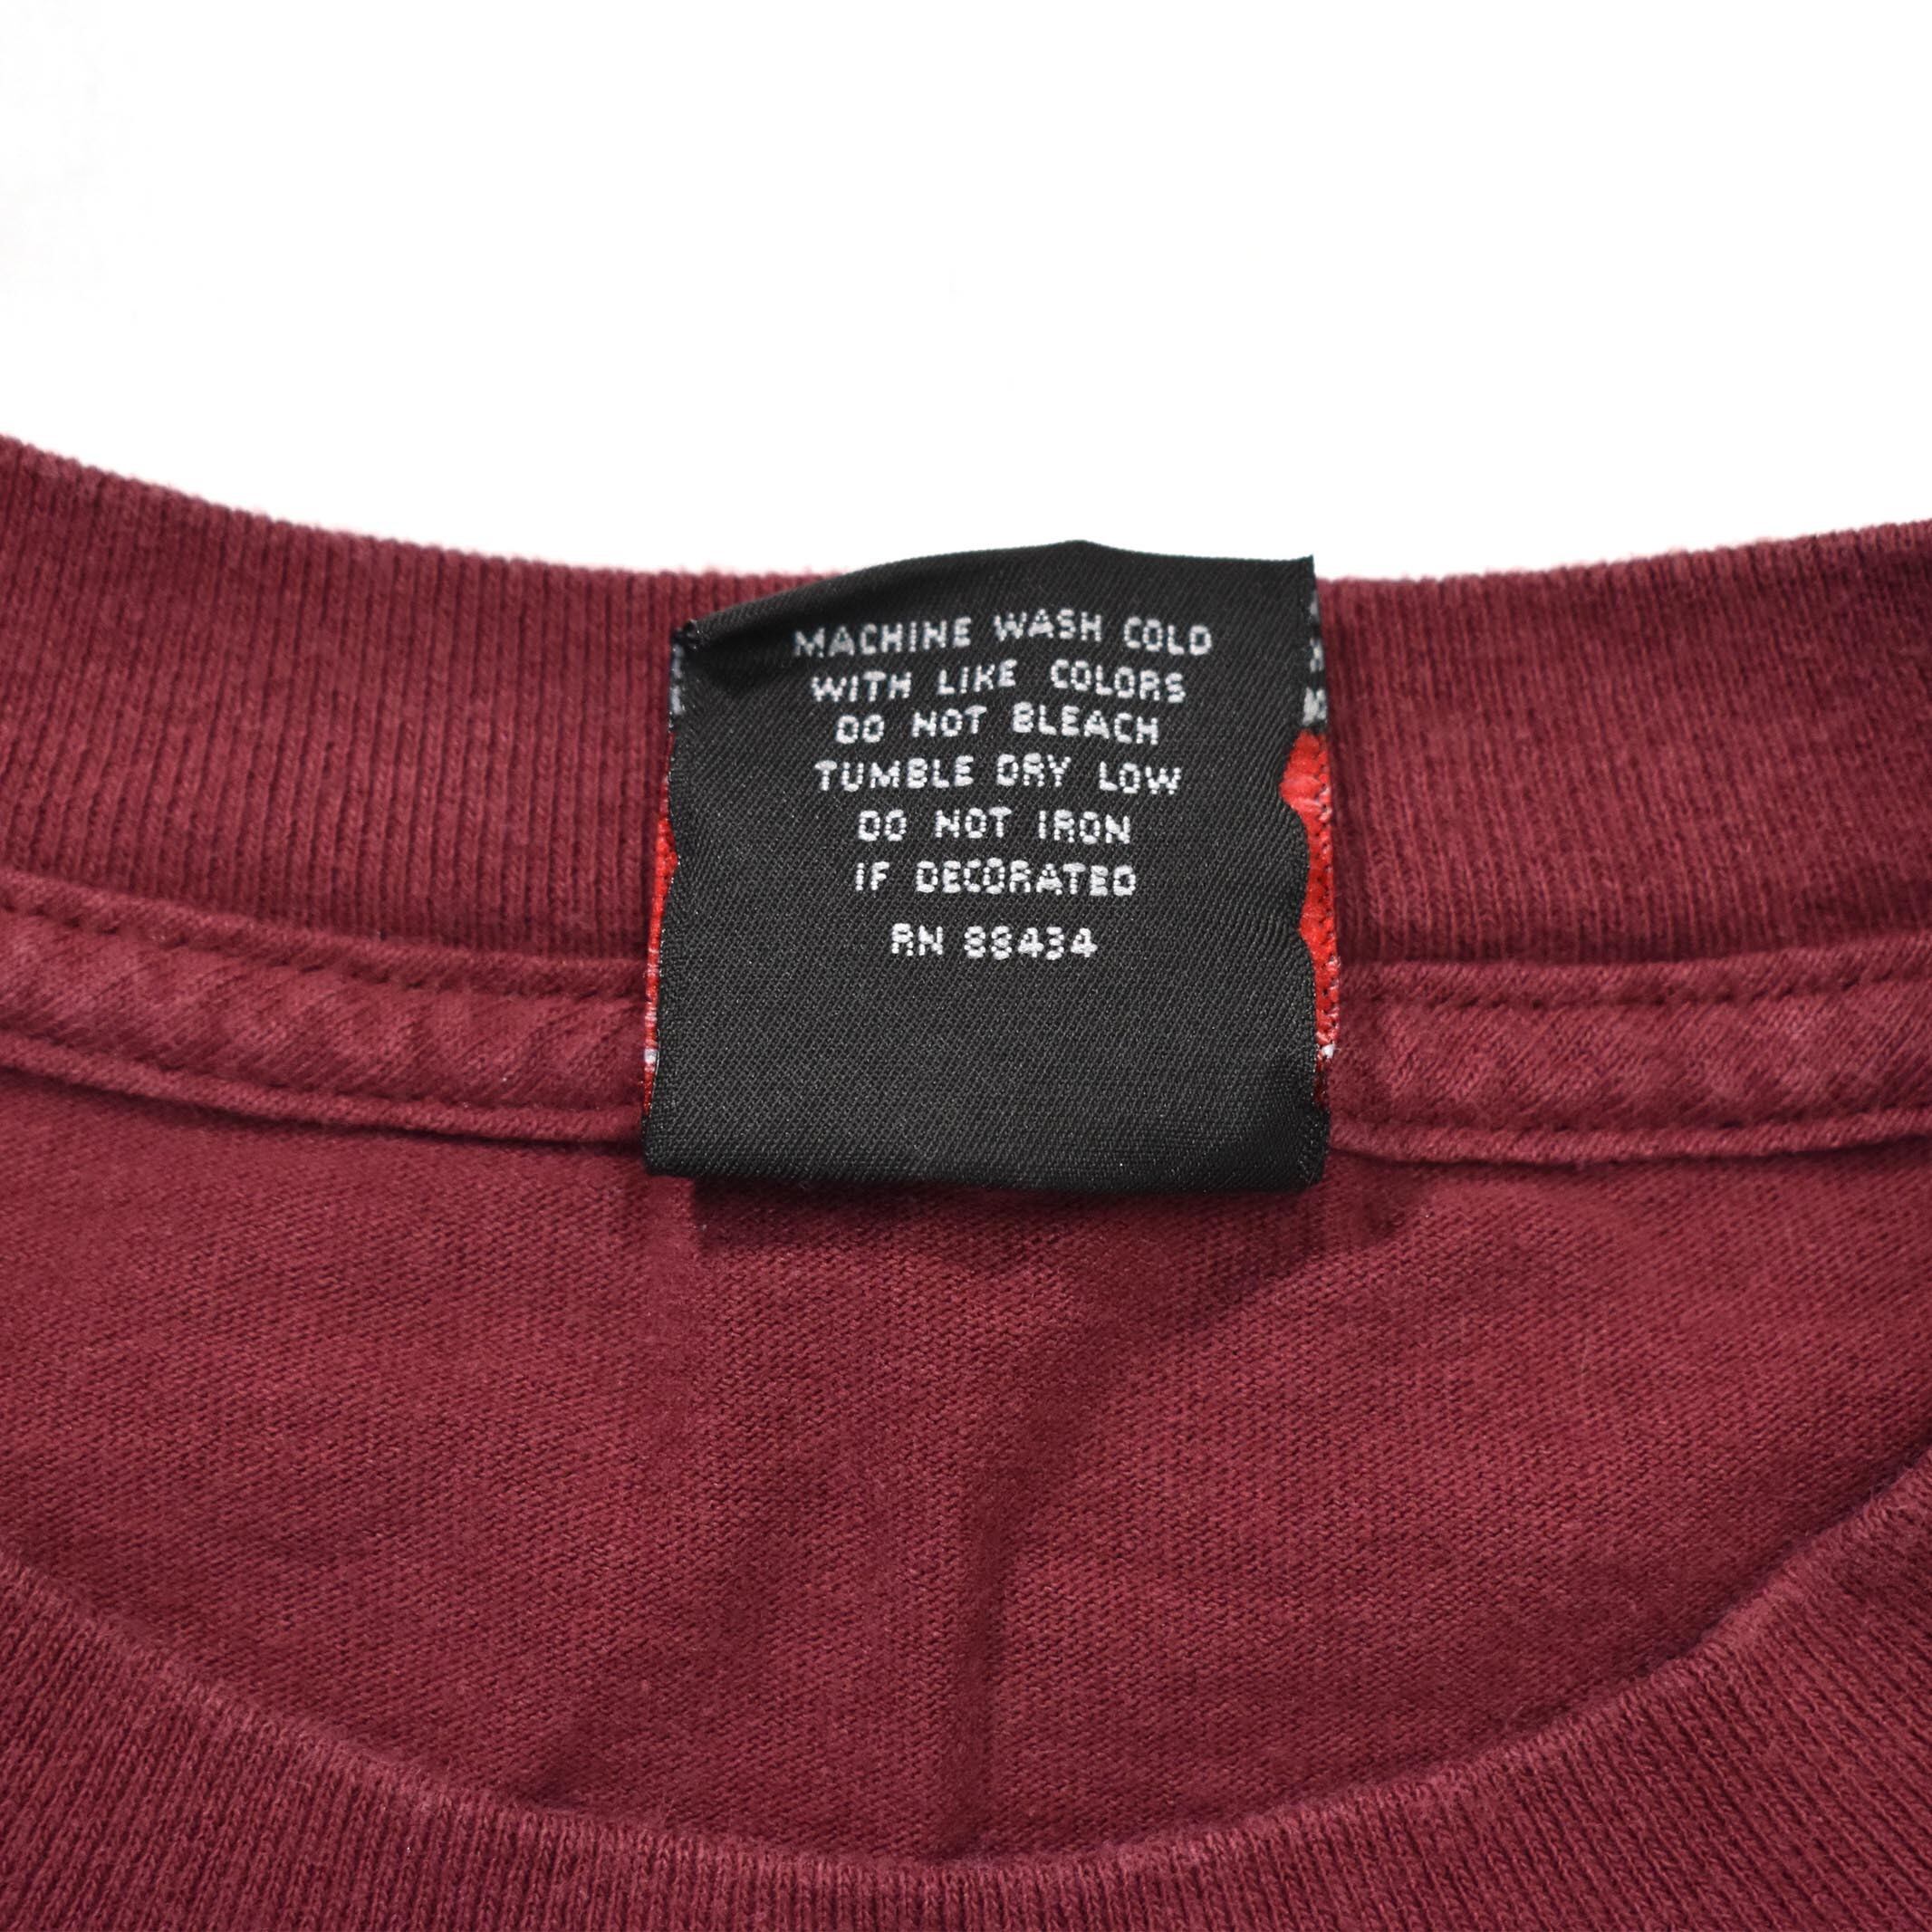 MACHINE WASH COLD
WITH LIKE COLORS
DO NOT BLEACH
TUMBLE DRY LOW
DO NOT IRON
IF DECORATED
RN 88434